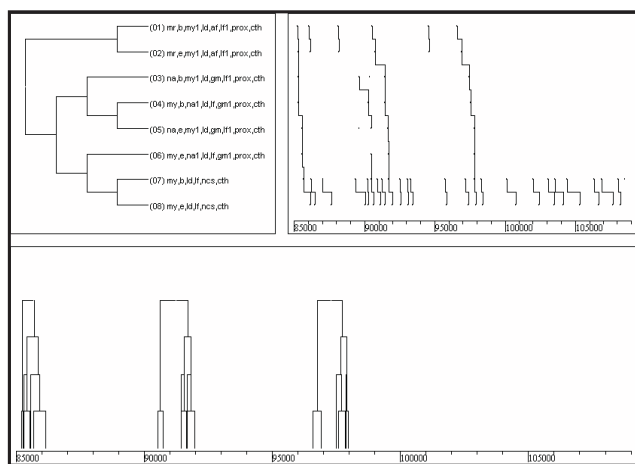 (01) mr,b,my1,ld,af,lf1,prox,cth
(02) mr,e,my1,ld,af,lf1,prox,cth
(03) na,b,my1,ld,gm,lf1,prox,cth
(04) my,b,na1,ld,lf,gm1,prox,cth
(05) na,e,my1,ld,gm,lf1,prox,cth
(06) my,e,na1,ld,lf,gm1,prox,cth
(07) my,b,ld,lf,ncs,cth
(08) my,e,ld,lf,ncs,cth
85000 90000 95000 100000 105000
85000 90000 95000 100000 105000